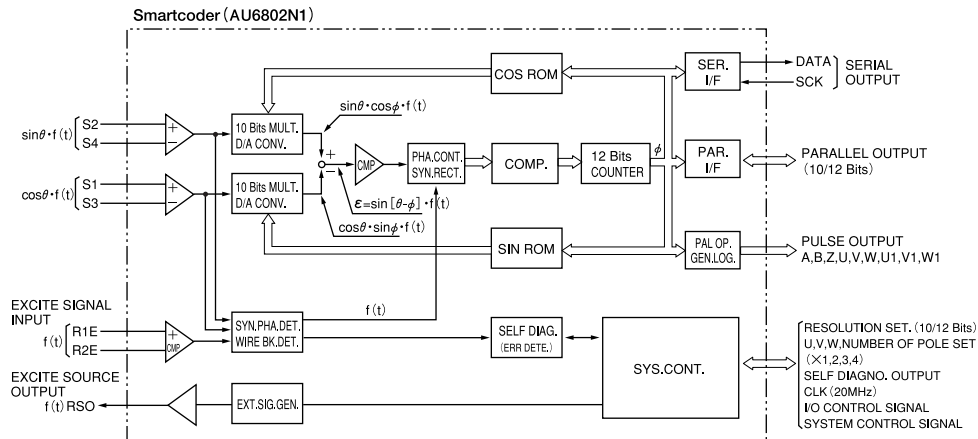 Smartcoder (AU6802N1)
COS ROM
SER.
I/F
DATA
SCK
SERIAL
OUTPUT
sinθ・cosφ・f(t)
sinθ・f(t)
S2
S4
+
−
10 Bits MULT.
D/A CONV.
+
−
CMP
PHA.CONT.
SYN.RECT.
COMP.
12 Bits
COUNTER
φ
PAR.
I/F
PARALLEL OUTPUT
(10/12 Bits)
cosθ・f(t)
S1
S3
+
−
10 Bits MULT.
D/A CONV.
ε=sin [θ-φ]・f(t)
cosθ・sinφ・f(t)
SIN ROM
PAL OP.
GEN.LOG.
PULSE OUTPUT
A,B,Z,U,V,W,U1,V1,W1
EXCITE SIGNAL
INPUT
f(t)
R1E
R2E
+
−
CMP
SYN.PHA.DET.
WIRE BK.DET.
f(t)
SELF DIAG.
(ERR DETE.)
SYS.CONT.
RESOLUTION SET. (10/12 Bits)
U,V,W,NUMBER OF POLE SET
(×1,2,3,4)
SELF DIAGNO. OUTPUT
CLK (20MHz)
I/O CONTROL SIGNAL
SYSTEM CONTROL SIGNAL
EXCITE SOURCE
OUTPUT
f(t) RSO
EXT.SIG.GEN.